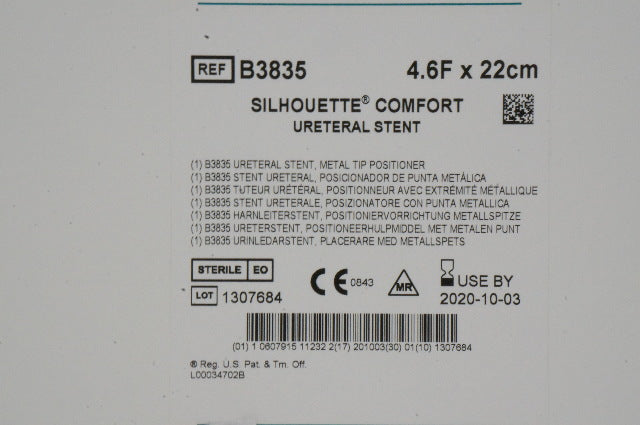 REF B3835 4.6F x 22cm
SILHOUETTE® COMFORT
URETERAL STENT
(1) B3835 URETERAL STENT, METAL TIP POSITIONER
(1) B3835 STENT URETERAL, POSICIONADOR DE PUNTA METÁLICA
(1) B3835 TUTEUR URÉTÉRAL, POSITIONNEUR AVEC EXTRÉMITÉ MÉTALLIQUE
(1) B3835 STENT URETERALE, POSIZIONATORE CON PUNTA METALLICA
(1) B3835 HARNLEITERSTENT, POSITIONIERVORRICHTUNG METALLSPITZE
(1) B3835 URETERSTENT, POSITIONEERHULPMIDDEL MET METALEN PUNT
(1) B3835 URINLEDARSTENT, PLACERARE MED METALLSPETS
STERILE EO CE 0843 MR USE BY
LOT 1307684 2020-10-03
(01) 1 0607915 11232 2(17) 201003(30) 01(10) 1307684
® Reg. U.S. Pat. & Tm. Off.
L00034702B